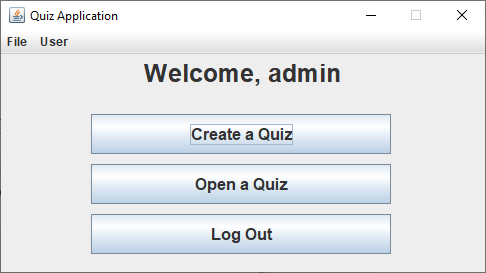 Quiz Application
File User
Welcome, admin
Create a Quiz
Open a Quiz
Log Out